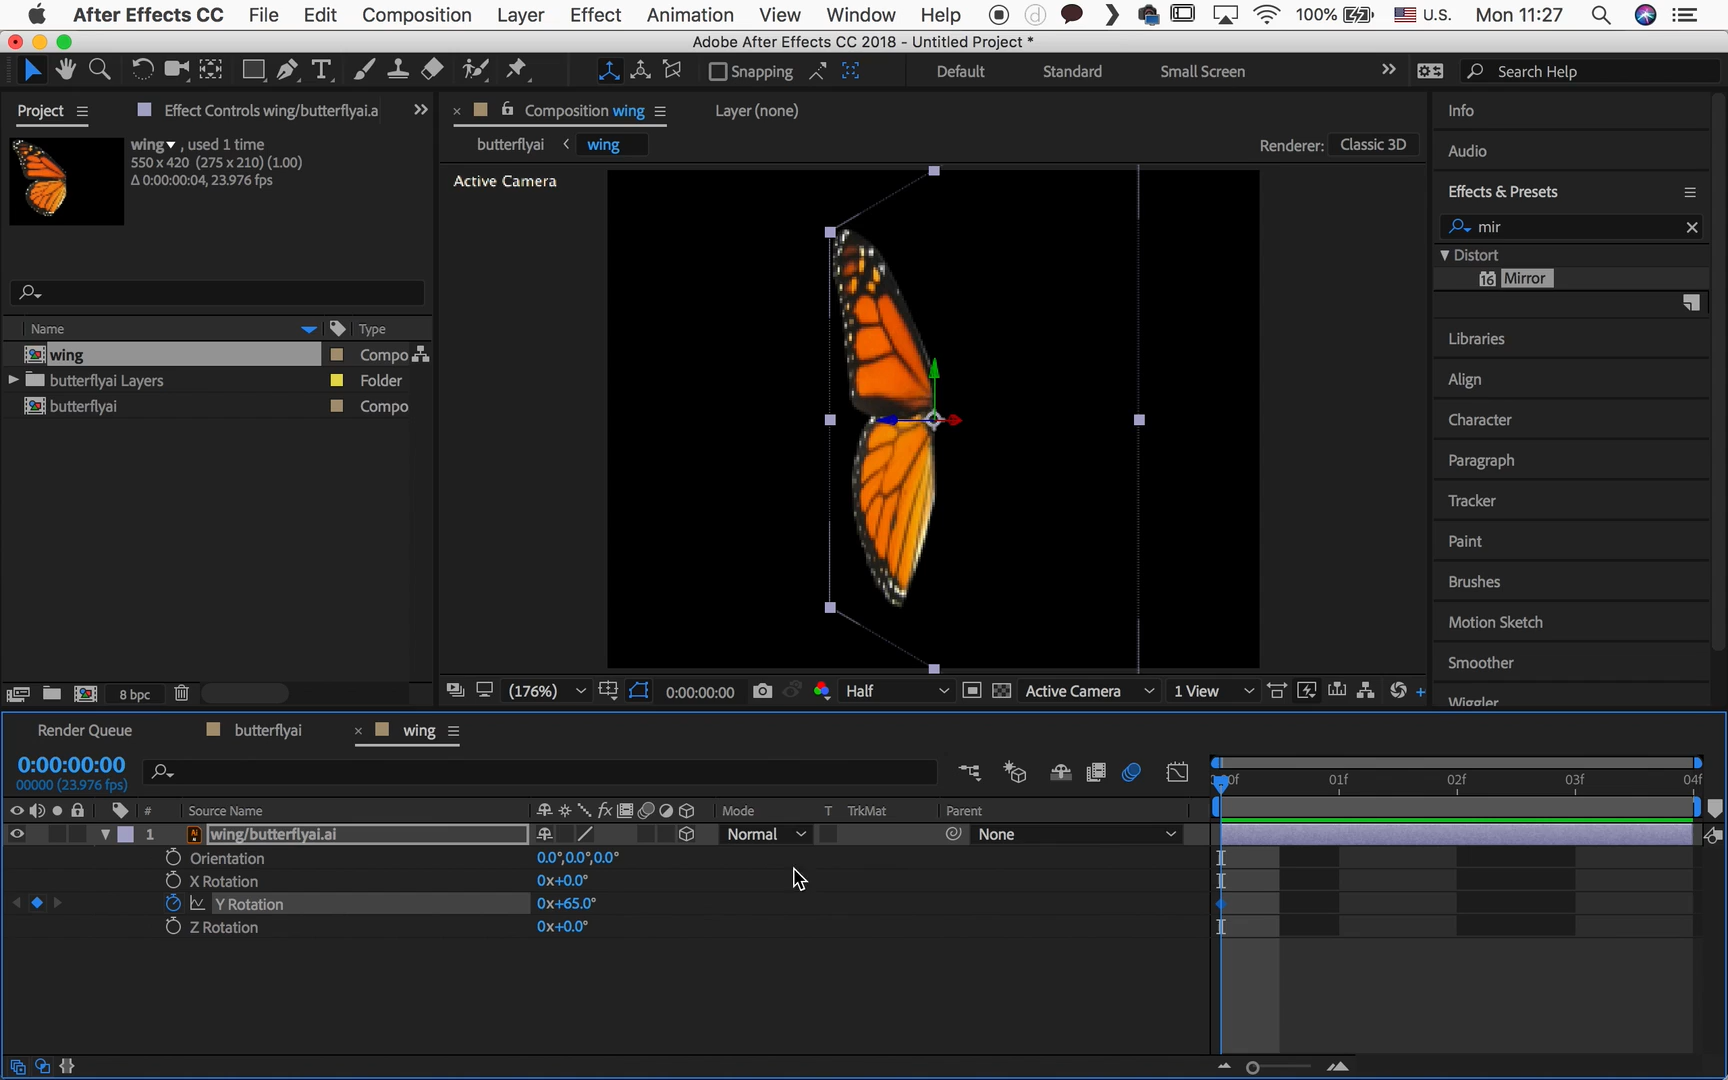 After Effects CC File Edit Composition Layer Effect Animation View Window Help 100% U.S. Mon 11:27
Adobe After Effects CC 2018 - Untitled Project *
Snapping Default Standard Small Screen Search Help
Project Effect Controls wing/butterflyai.a
Composition wing Layer (none)
wing , used 1 time
550 x 420 (275 x 210) (1.00)
Δ 0:00:00:04, 23.976 fps
butterflyai wing Renderer: Classic 3D
Active Camera
Name Type
wing Compo
butterflyai Layers Folder
butterflyai Compo
8 bpc
(176%) 0:00:00:00 Half Active Camera 1 View
Info
Audio
Effects & Presets
mir
Distort
16 Mirror
Libraries
Align
Character
Paragraph
Tracker
Paint
Brushes
Motion Sketch
Smoother
Wiggler
Render Queue butterflyai wing
0:00:00:00
00000 (23.976 fps)
01f 02f 03f 04f
# Source Name fx Mode T TrkMat Parent
1 Ai wing/butterflyai.ai Normal None
Orientation 0.0°,0.0°,0.0°
X Rotation 0x+0.0°
Y Rotation 0x+65.0°
Z Rotation 0x+0.0°